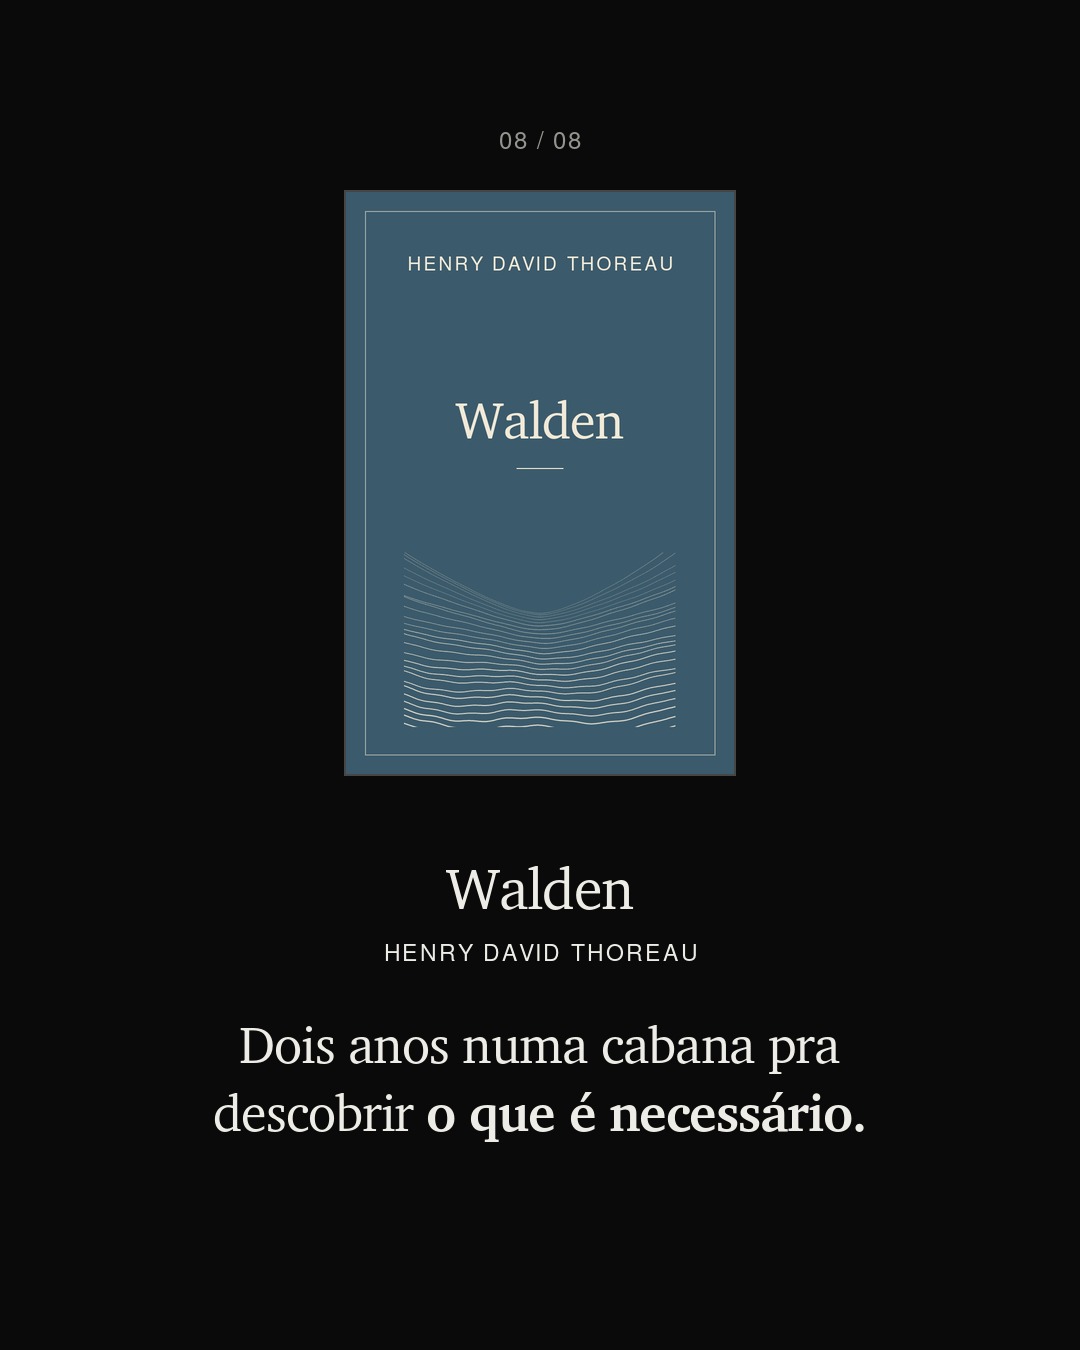 08 / 08
HENRY DAVID THOREAU
Walden
Walden
HENRY DAVID THOREAU
Dois anos numa cabana pra
descobrir o que é necessário.